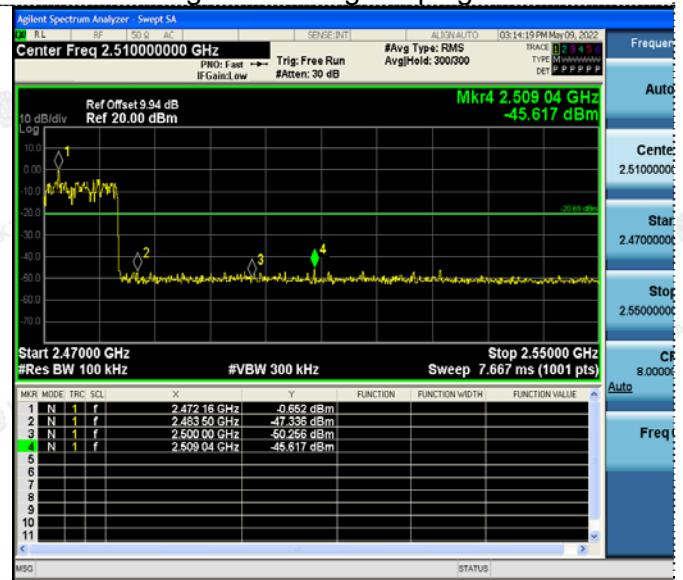 Agilent Spectrum Analyzer - Swept SA
RL RF 50 Ω AC SENSE:INT ALIGN AUTO 03:14:19 PM May 09, 2022
Center Freq 2.510000000 GHz #Avg Type: RMS TRACE 1 2 3 4 5 6
PNO: Fast Trig: Free Run Avg|Hold: 300/300 TYPE M
IFGain:Low #Atten: 30 dB DET P P P P P P
Mkr4 2.509 04 GHz
-45.617 dBm
Ref Offset 9.94 dB
10 dB/div Ref 20.00 dBm
Log
10.0
0.00
-10.0
-20.0
-30.0
-40.0
-50.0
-60.0
-70.0
1
2
3
4
-20.65 dBm
Start 2.47000 GHz Stop 2.55000 GHz
#Res BW 100 kHz #VBW 300 kHz Sweep 7.667 ms (1001 pts)
MKR MODE TRC SCL X Y FUNCTION FUNCTION WIDTH FUNCTION VALUE
1 N 1 f 2.472 16 GHz -0.652 dBm
2 N 1 f 2.483 50 GHz -47.336 dBm
3 N 1 f 2.500 00 GHz -50.256 dBm
4 N 1 f 2.509 04 GHz -45.617 dBm
5
6
7
8
9
10
11
MSG STATUS
Frequen
Auto
Cente
2.5100000
Star
2.4700000
Stop
2.5500000
CF
8.00000
Auto
Freq